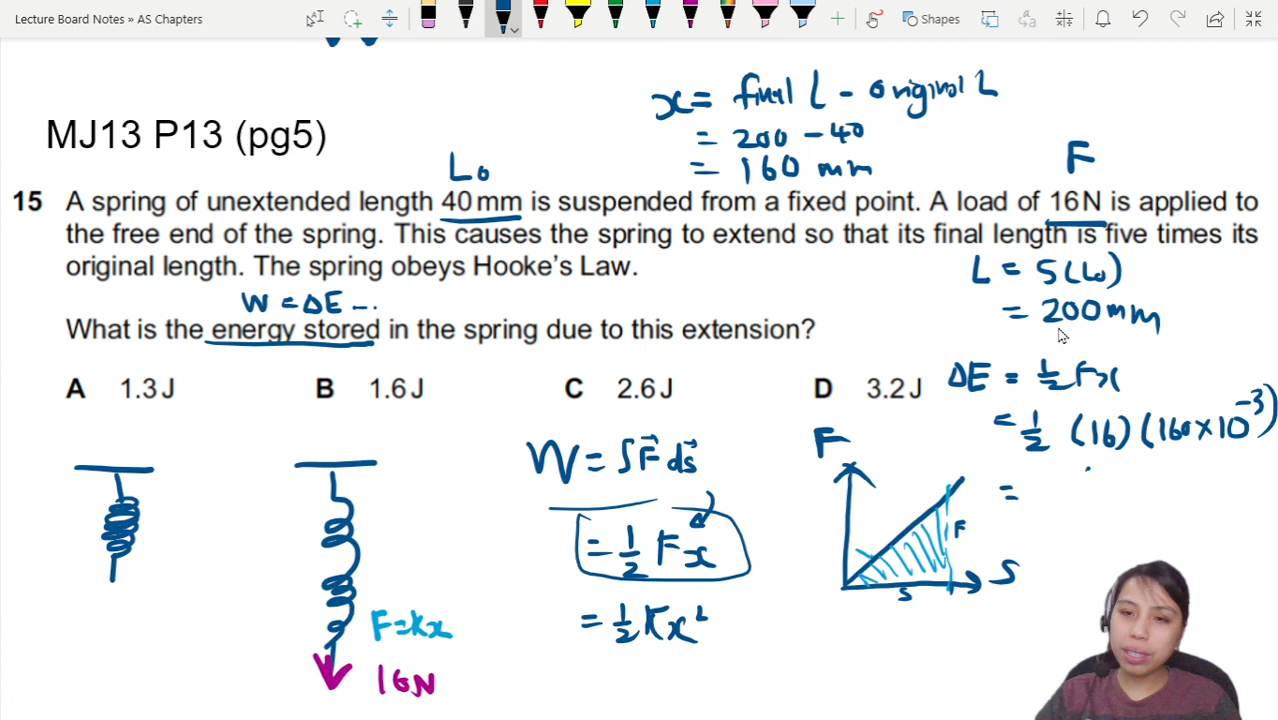 Lecture Board Notes » AS Chapters
Shapes
x = final L - original L
= 200 - 40
= 160 mm
MJ13 P13 (pg5)
L₀
F
15 A spring of unextended length 40 mm is suspended from a fixed point. A load of 16 N is applied to
the free end of the spring. This causes the spring to extend so that its final length is five times its
original length. The spring obeys Hooke's Law.
L = 5(L₀)
= 200mm
W = ΔE ...
What is the energy stored in the spring due to this extension?
A 1.3 J B 1.6 J C 2.6 J D 3.2 J
ΔE = ½ Fx
= ½ (16)(160 × 10⁻³)
=
W = ∫F⃗ ds⃗
= ½ Fx
= ½ kx²
F
F
S
S
F=kx
16N